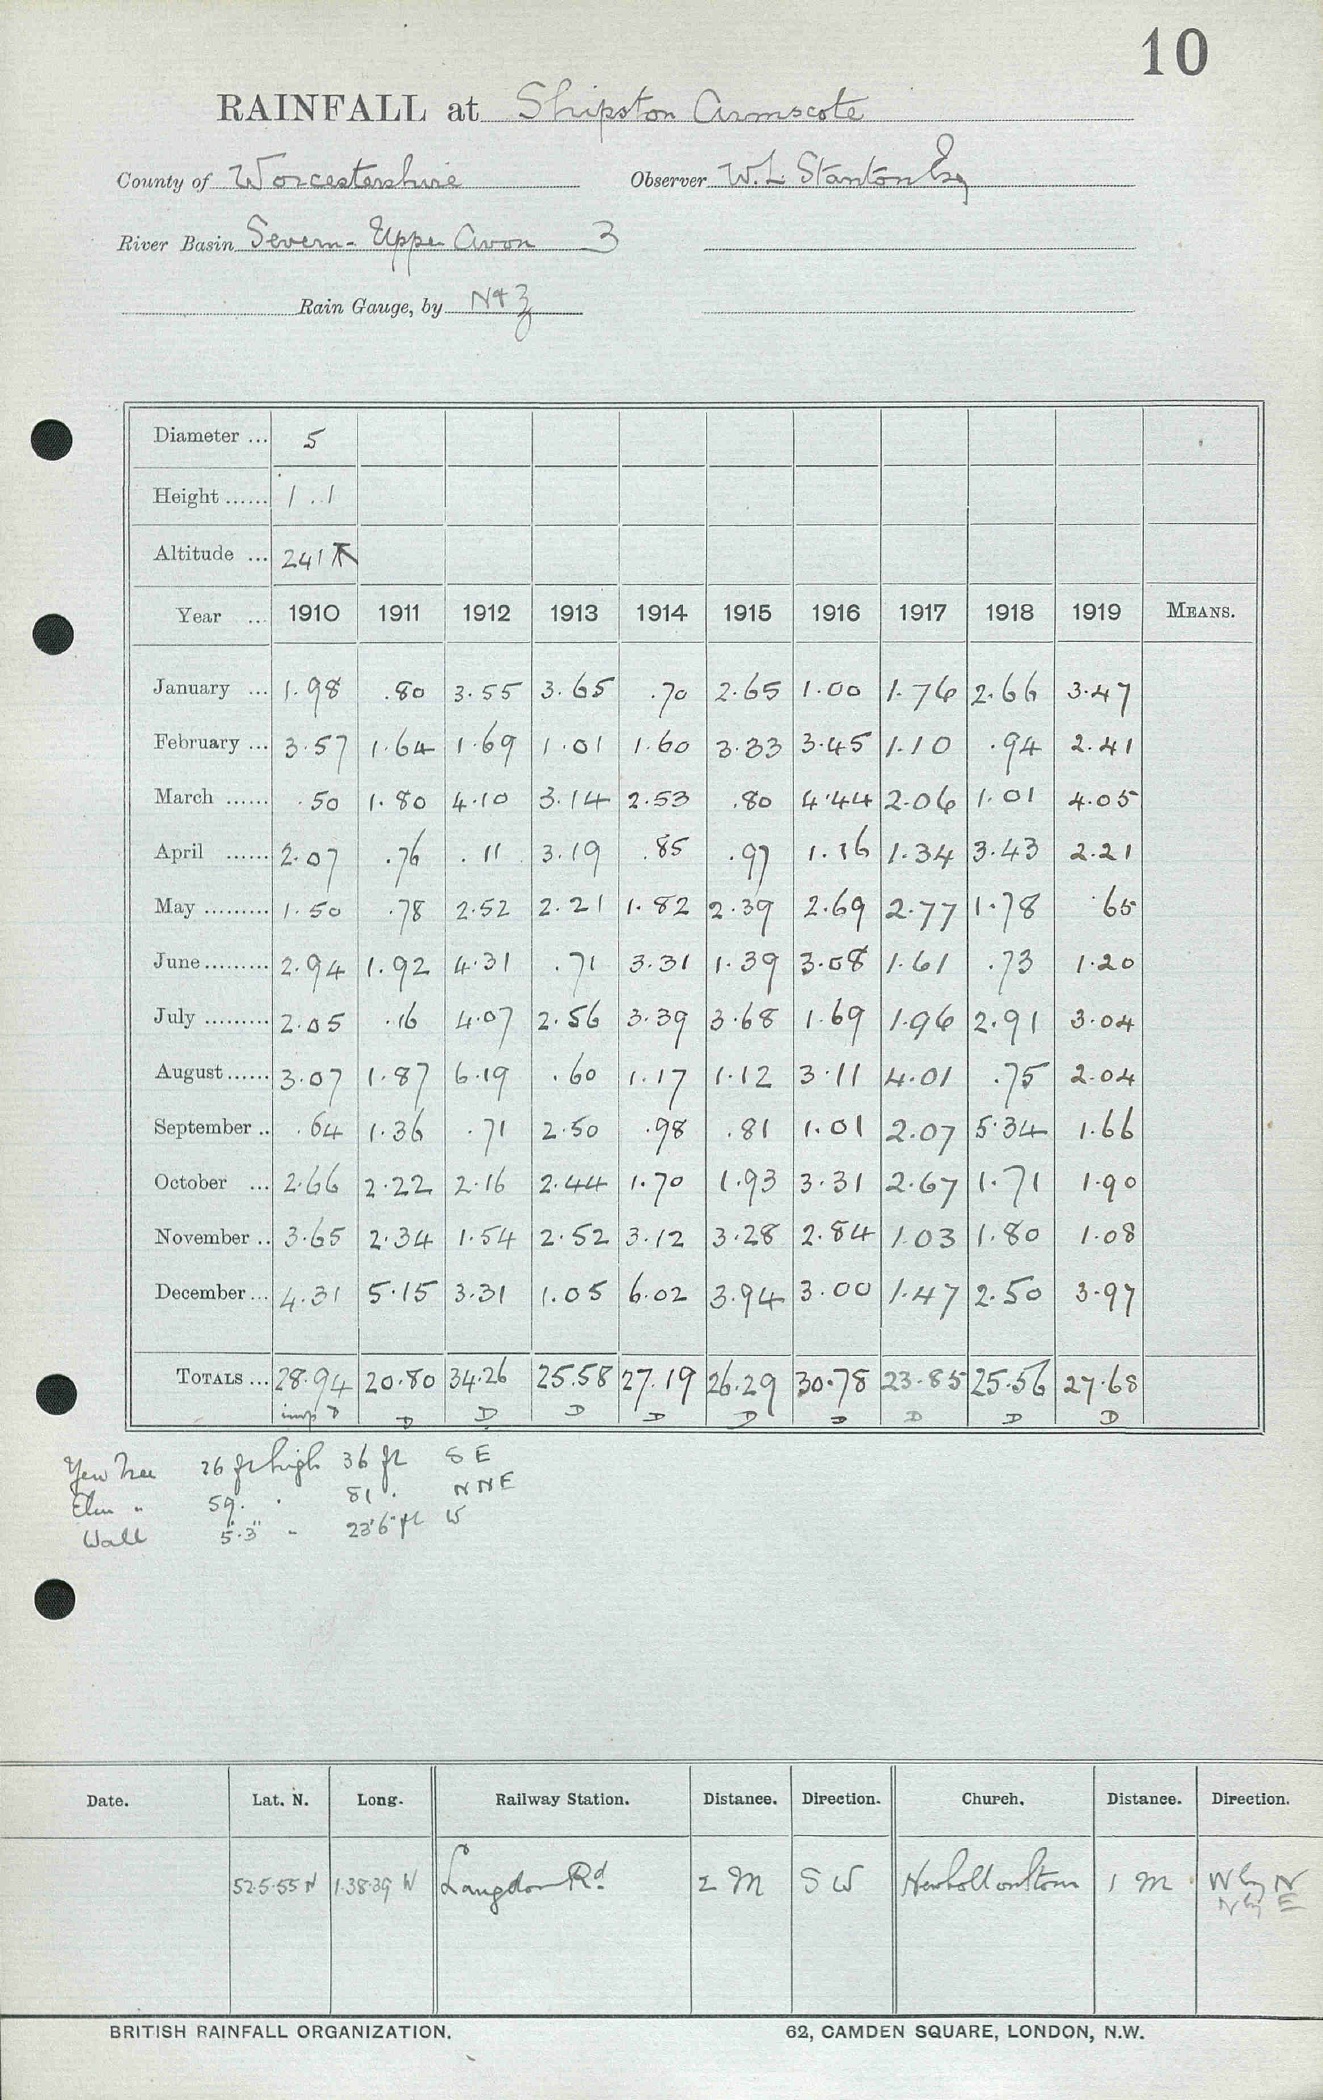 10
RAINFALL at Shipston Armscote
County of Worcestershire Observer W. L. Stanton Esq
River Basin Severn - Upper Avon 3
Rain Gauge, by N & Z
Diameter ... 5
Height ...... 1.1
Altitude ... 241
Year ... 1910 1911 1912 1913 1914 1915 1916 1917 1918 1919 MEANS.
January ... 1.98 .80 3.55 3.65 .70 2.65 1.00 1.76 2.66 3.47
February ... 3.57 1.64 1.69 1.01 1.60 3.33 3.45 1.10 .94 2.41
March ...... .50 1.80 4.10 3.14 2.53 .80 4.44 2.06 1.01 4.05
April ...... 2.07 .76 .11 3.19 .85 .97 1.16 1.34 3.43 2.21
May ......... 1.50 .78 2.52 2.21 1.82 2.39 2.69 2.77 1.78 .65
June ......... 2.94 1.92 4.31 .71 3.31 1.39 3.08 1.61 .73 1.20
July ......... 2.05 .16 4.07 2.56 3.39 3.68 1.69 1.96 2.91 3.04
August ...... 3.07 1.87 6.19 .60 1.17 1.12 3.11 4.01 .75 2.04
September .. .64 1.36 .71 2.50 .98 .81 1.01 2.07 5.34 1.66
October ... 2.66 2.22 2.16 2.44 1.70 1.93 3.31 2.67 1.71 1.90
November .. 3.65 2.34 1.54 2.52 3.12 3.28 2.84 1.03 1.80 1.08
December ... 4.31 5.15 3.31 1.05 6.02 3.94 3.00 1.47 2.50 3.97
TOTALS ... 28.94 20.80 34.26 25.58 27.19 26.29 30.78 23.85 25.56 27.68
D D D D D D D D D D
Yew Tree 26 ft high 36 ft SE
Elm " 59 . . 81 . NNE
Wall 5'.3" - 23'6" ft W
Date. Lat. N. Long. Railway Station. Distance. Direction. Church. Distance. Direction.
52.5.55 N 1.38.39 W Langdon Rd. 2 M SW 1 M W by N
N by E
BRITISH RAINFALL ORGANIZATION. 62, CAMDEN SQUARE, LONDON, N.W.